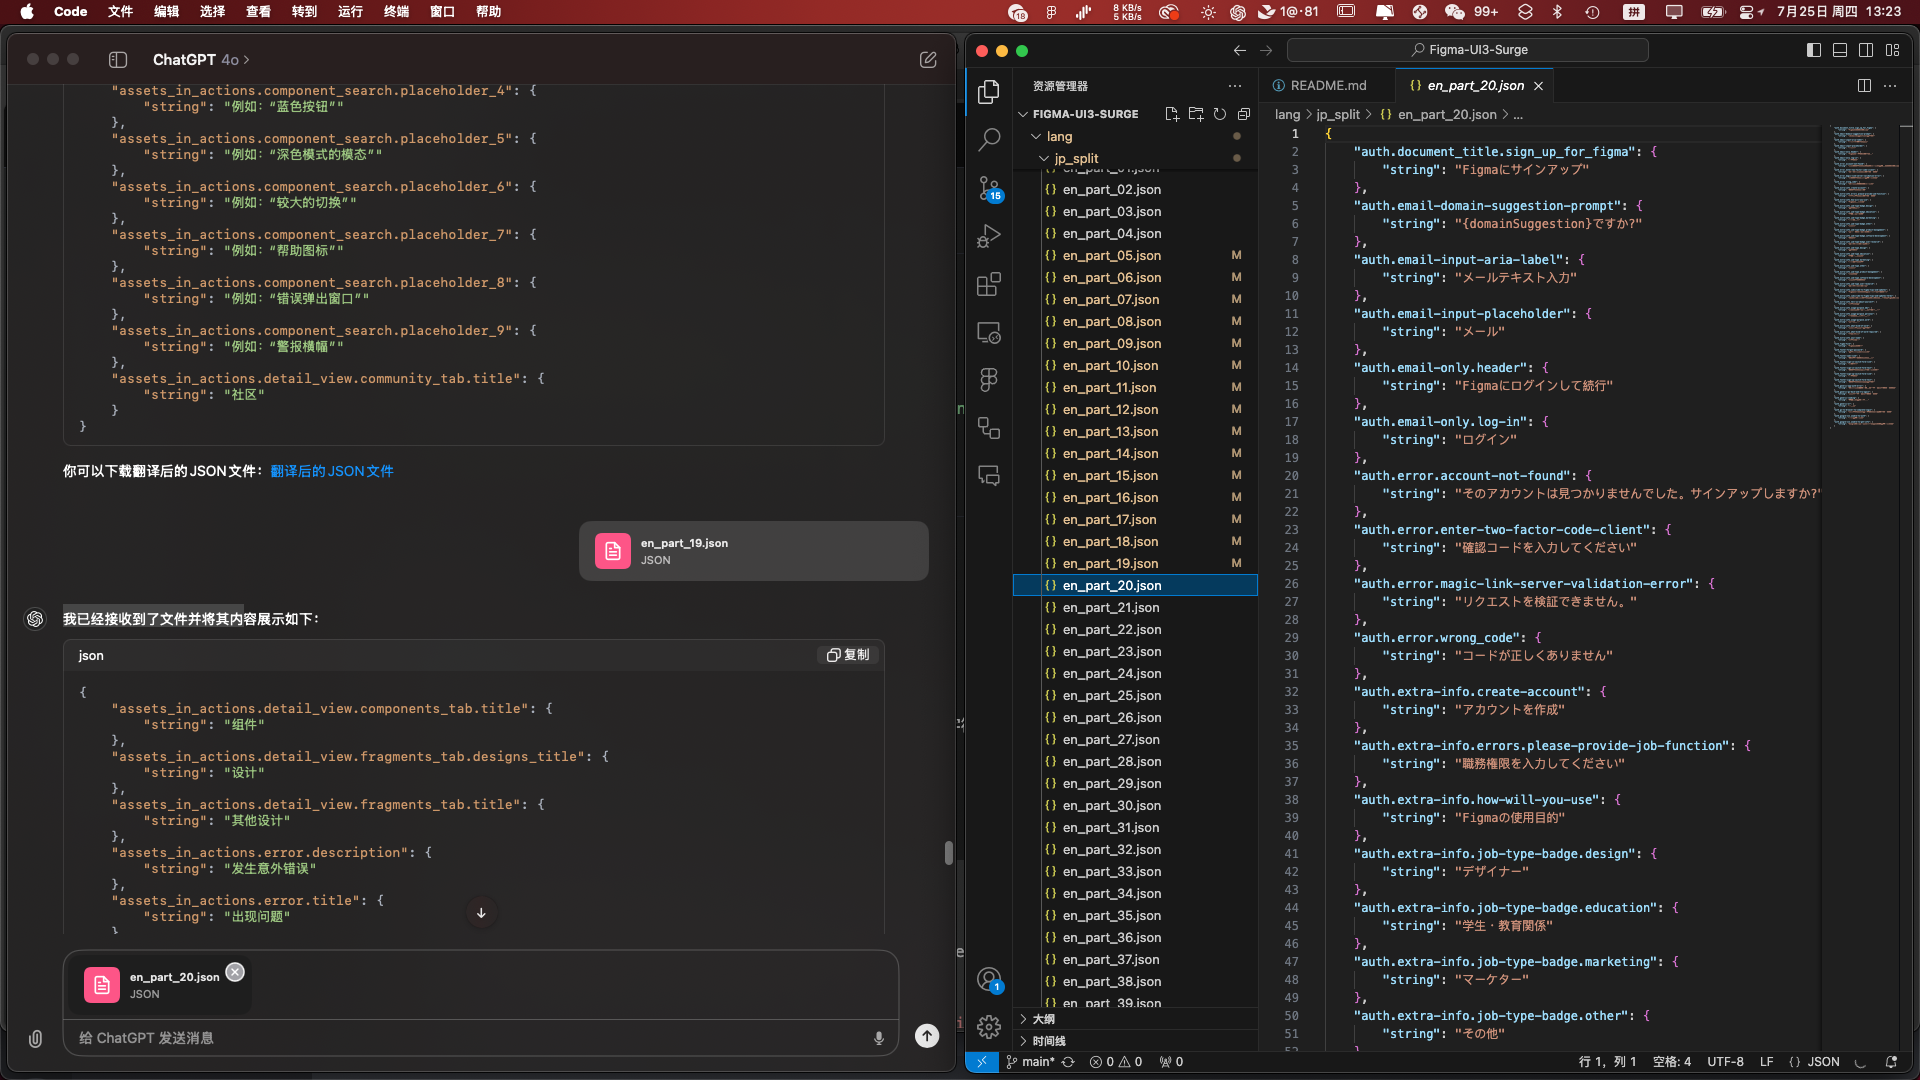 Code 文件 编辑 选择 查看 转到 运行 终端 窗口 帮助
18 8 KB/s 5 KB/s 1@·81 99+ 拼 7月25日 周四 13:23
ChatGPT 4o
"assets_in_actions.component_search.placeholder_4": {
"string": "例如：“蓝色按钮”"
},
"assets_in_actions.component_search.placeholder_5": {
"string": "例如：“深色模式的模态”"
},
"assets_in_actions.component_search.placeholder_6": {
"string": "例如：“较大的切换”"
},
"assets_in_actions.component_search.placeholder_7": {
"string": "例如：“帮助图标”"
},
"assets_in_actions.component_search.placeholder_8": {
"string": "例如：“错误弹出窗口”"
},
"assets_in_actions.component_search.placeholder_9": {
"string": "例如：“警报横幅”"
},
"assets_in_actions.detail_view.community_tab.title": {
"string": "社区"
}
}
你可以下载翻译后的JSON文件：翻译后的JSON文件
en_part_19.json
JSON
我已经接收到了文件并将其内容展示如下：
json 复制
{
"assets_in_actions.detail_view.components_tab.title": {
"string": "组件"
},
"assets_in_actions.detail_view.fragments_tab.designs_title": {
"string": "设计"
},
"assets_in_actions.detail_view.fragments_tab.title": {
"string": "其他设计"
},
"assets_in_actions.error.description": {
"string": "发生意外错误"
},
"assets_in_actions.error.title": {
"string": "出现问题"
}
en_part_20.json
JSON
给 ChatGPT 发送消息
Figma-UI3-Surge
资源管理器
FIGMA-UI3-SURGE
lang
jp_split
en_part_01.json
en_part_02.json
en_part_03.json
en_part_04.json
en_part_05.json M
en_part_06.json M
en_part_07.json M
en_part_08.json M
en_part_09.json M
en_part_10.json M
en_part_11.json M
en_part_12.json M
en_part_13.json M
en_part_14.json M
en_part_15.json M
en_part_16.json M
en_part_17.json M
en_part_18.json M
en_part_19.json M
en_part_20.json
en_part_21.json
en_part_22.json
en_part_23.json
en_part_24.json
en_part_25.json
en_part_26.json
en_part_27.json
en_part_28.json
en_part_29.json
en_part_30.json
en_part_31.json
en_part_32.json
en_part_33.json
en_part_34.json
en_part_35.json
en_part_36.json
en_part_37.json
en_part_38.json
en_part_39.json
大纲
时间线
15
1
README.md en_part_20.json
lang > jp_split > {} en_part_20.json > ...
1 {
2 "auth.document_title.sign_up_for_figma": {
3 "string": "Figmaにサインアップ"
4 },
5 "auth.email-domain-suggestion-prompt": {
6 "string": "{domainSuggestion}ですか?"
7 },
8 "auth.email-input-aria-label": {
9 "string": "メールテキスト入力"
10 },
11 "auth.email-input-placeholder": {
12 "string": "メール"
13 },
14 "auth.email-only.header": {
15 "string": "Figmaにログインして続行"
16 },
17 "auth.email-only.log-in": {
18 "string": "ログイン"
19 },
20 "auth.error.account-not-found": {
21 "string": "そのアカウントは見つかりませんでした。サインアップしますか?"
22 },
23 "auth.error.enter-two-factor-code-client": {
24 "string": "確認コードを入力してください"
25 },
26 "auth.error.magic-link-server-validation-error": {
27 "string": "リクエストを検証できません。"
28 },
29 "auth.error.wrong_code": {
30 "string": "コードが正しくありません"
31 },
32 "auth.extra-info.create-account": {
33 "string": "アカウントを作成"
34 },
35 "auth.extra-info.errors.please-provide-job-function": {
36 "string": "職務権限を入力してください"
37 },
38 "auth.extra-info.how-will-you-use": {
39 "string": "Figmaの使用目的"
40 },
41 "auth.extra-info.job-type-badge.design": {
42 "string": "デザイナー"
43 },
44 "auth.extra-info.job-type-badge.education": {
45 "string": "学生・教育関係"
46 },
47 "auth.extra-info.job-type-badge.marketing": {
48 "string": "マーケター"
49 },
50 "auth.extra-info.job-type-badge.other": {
51 "string": "その他"
52 }
main* 0 0 0 行 1，列 1 空格: 4 UTF-8 LF {} JSON